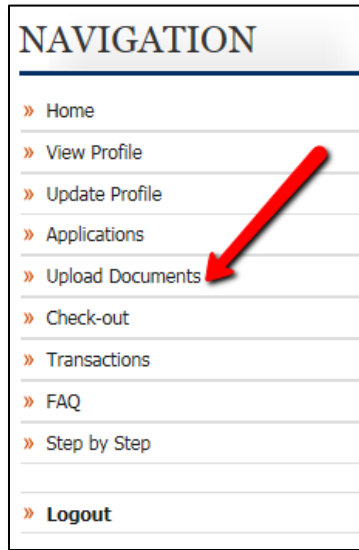 NAVIGATION
» Home
» View Profile
» Update Profile
» Applications
» Upload Documents
» Check-out
» Transactions
» FAQ
» Step by Step
» Logout